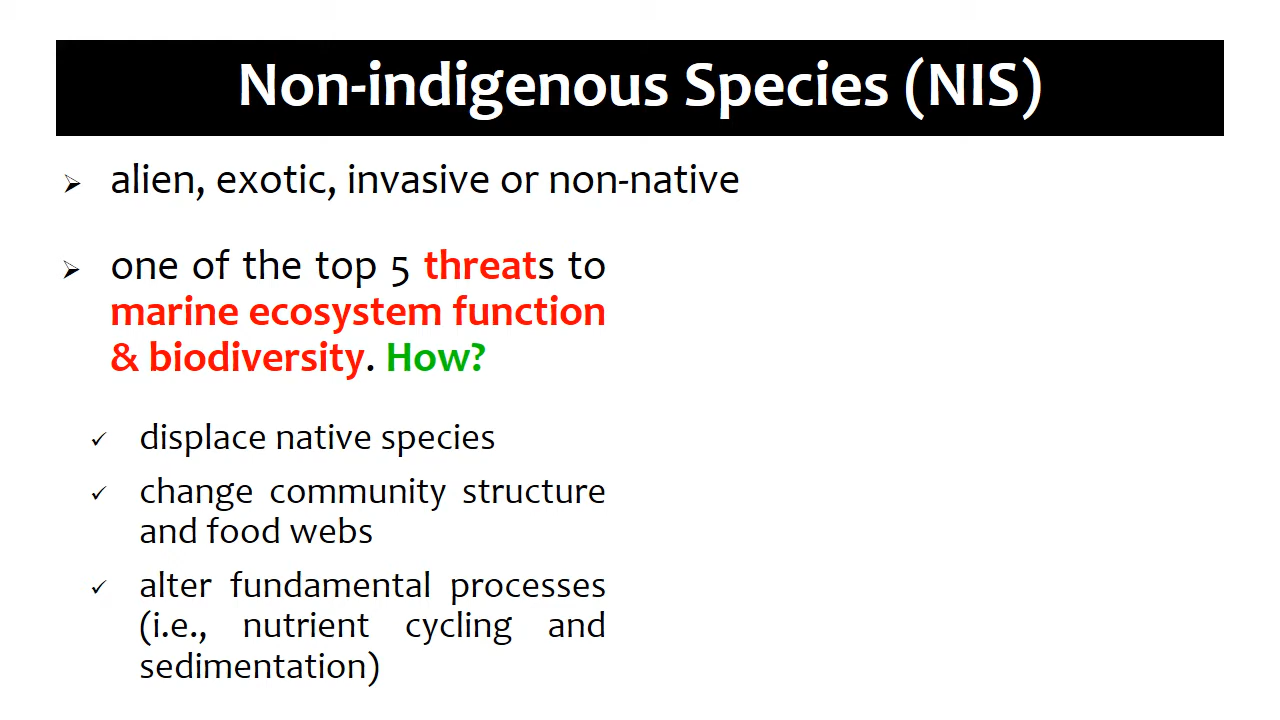 Non-indigenous Species (NIS)
➢ alien, exotic, invasive or non-native
➢ one of the top 5 threats to
marine ecosystem function
& biodiversity. How?
✓ displace native species
✓ change community structure
and food webs
✓ alter fundamental processes
(i.e., nutrient cycling and
sedimentation)